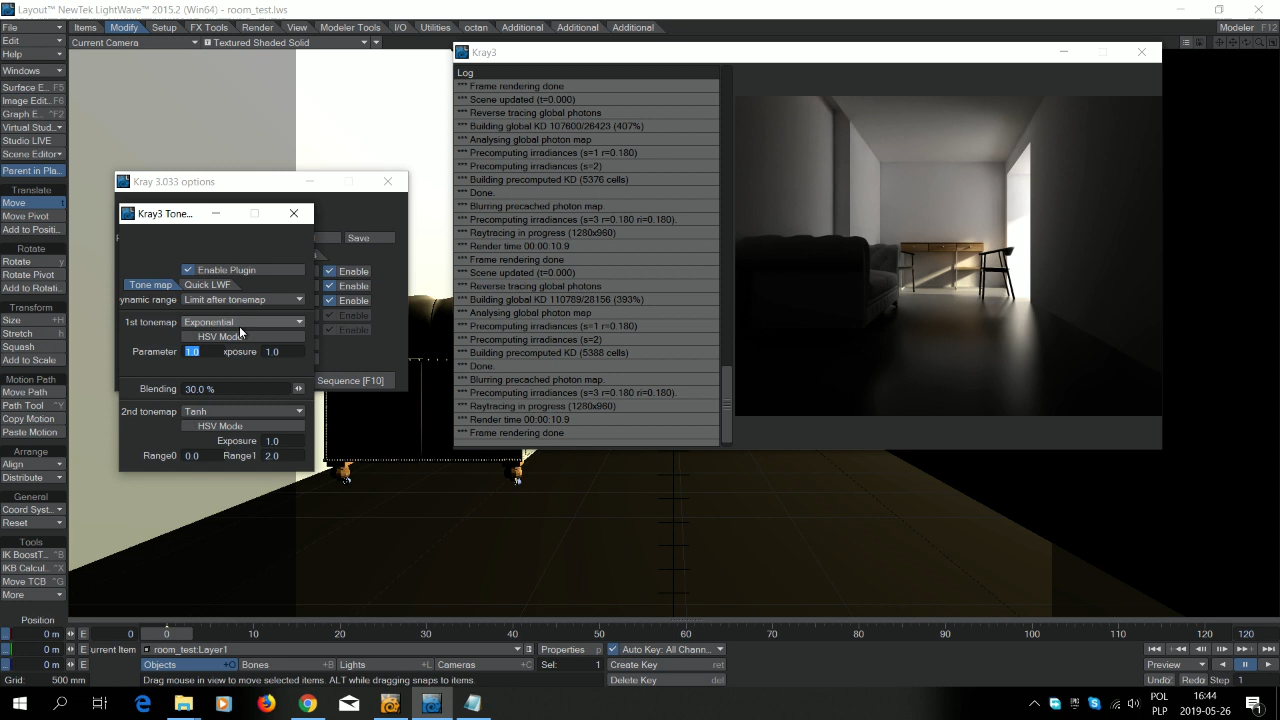 Layout™ NewTek LightWave™ 2015.2 (Win64) - room_test.lws
File
Items
Modify
Setup
FX Tools
Render
View
Modeler Tools
I/O
Utilities
octan
Additional
Additional
Additional
Modeler F12
Edit
Current Camera
Textured Shaded Solid
Help
Windows
Surface E... F5
Image Edit.. F6
Graph E... ^F2
Virtual Stud...
Studio LIVE
Scene Editor
Parent in Pla...
Translate
Move t
Move Pivot
Add to Positi...
Rotate
Rotate y
Rotate Pivot
Add to Rotati..
Transform
Size H
Stretch h
Squash
Add to Scale
Motion Path
Move Path
Path Tool ^Y
Copy Motion
Paste Motion
Arrange
Align
Distribute
General
Coord Sys...
Reset
Tools
IK BoostT... ^B
IKB Calcul.. ^X
Move TCB ^G
More
Kray 3.033 options
Save
Enable
Enable
Enable
Enable
Enable
Sequence [F10]
Kray3 Tone...
Enable Plugin
Tone map
Quick LWF
ynamic range
Limit after tonemap
1st tonemap
Exponential
HSV Mode
Parameter
1.0
xposure
1.0
Blending
30.0 %
2nd tonemap
Tanh
HSV Mode
Exposure
1.0
Range0
0.0
Range1
2.0
Kray3
Log
*** Frame rendering done
*** Scene updated (t=0.000)
*** Reverse tracing global photons
*** Building global KD 107600/26423 (407%)
*** Analysing global photon map
*** Precomputing irradiances (s=1 r=0.180)
*** Precomputing irradiances (s=2)
*** Building precomputed KD (5376 cells)
*** Done.
*** Blurring precached photon map.
*** Precomputing irradiances (s=3 r=0.180 ri=0.180).
*** Raytracing in progress (1280x960)
*** Render time 00:00:10.9
*** Frame rendering done
*** Scene updated (t=0.000)
*** Reverse tracing global photons
*** Building global KD 110789/28156 (393%)
*** Analysing global photon map
*** Precomputing irradiances (s=1 r=0.180)
*** Precomputing irradiances (s=2)
*** Building precomputed KD (5388 cells)
*** Done.
*** Blurring precached photon map.
*** Precomputing irradiances (s=3 r=0.180 ri=0.180).
*** Raytracing in progress (1280x960)
*** Render time 00:00:10.9
*** Frame rendering done
Position
0 m E 0
0 10 20 30 40 50 60 70 80 90 100 110 120 120
0 m E
urrent Item
room_test:Layer1
Properties p
Auto Key: All Chann...
0 m E
Objects +O
Bones +B
Lights +L
Cameras +C
Sel: 1
Create Key ret
Preview
Grid: 500 mm
Drag mouse in view to move selected items. ALT while dragging snaps to items.
Delete Key
Undo
Redo
Step 1
POL
PLP
16:44
2019-05-26
1